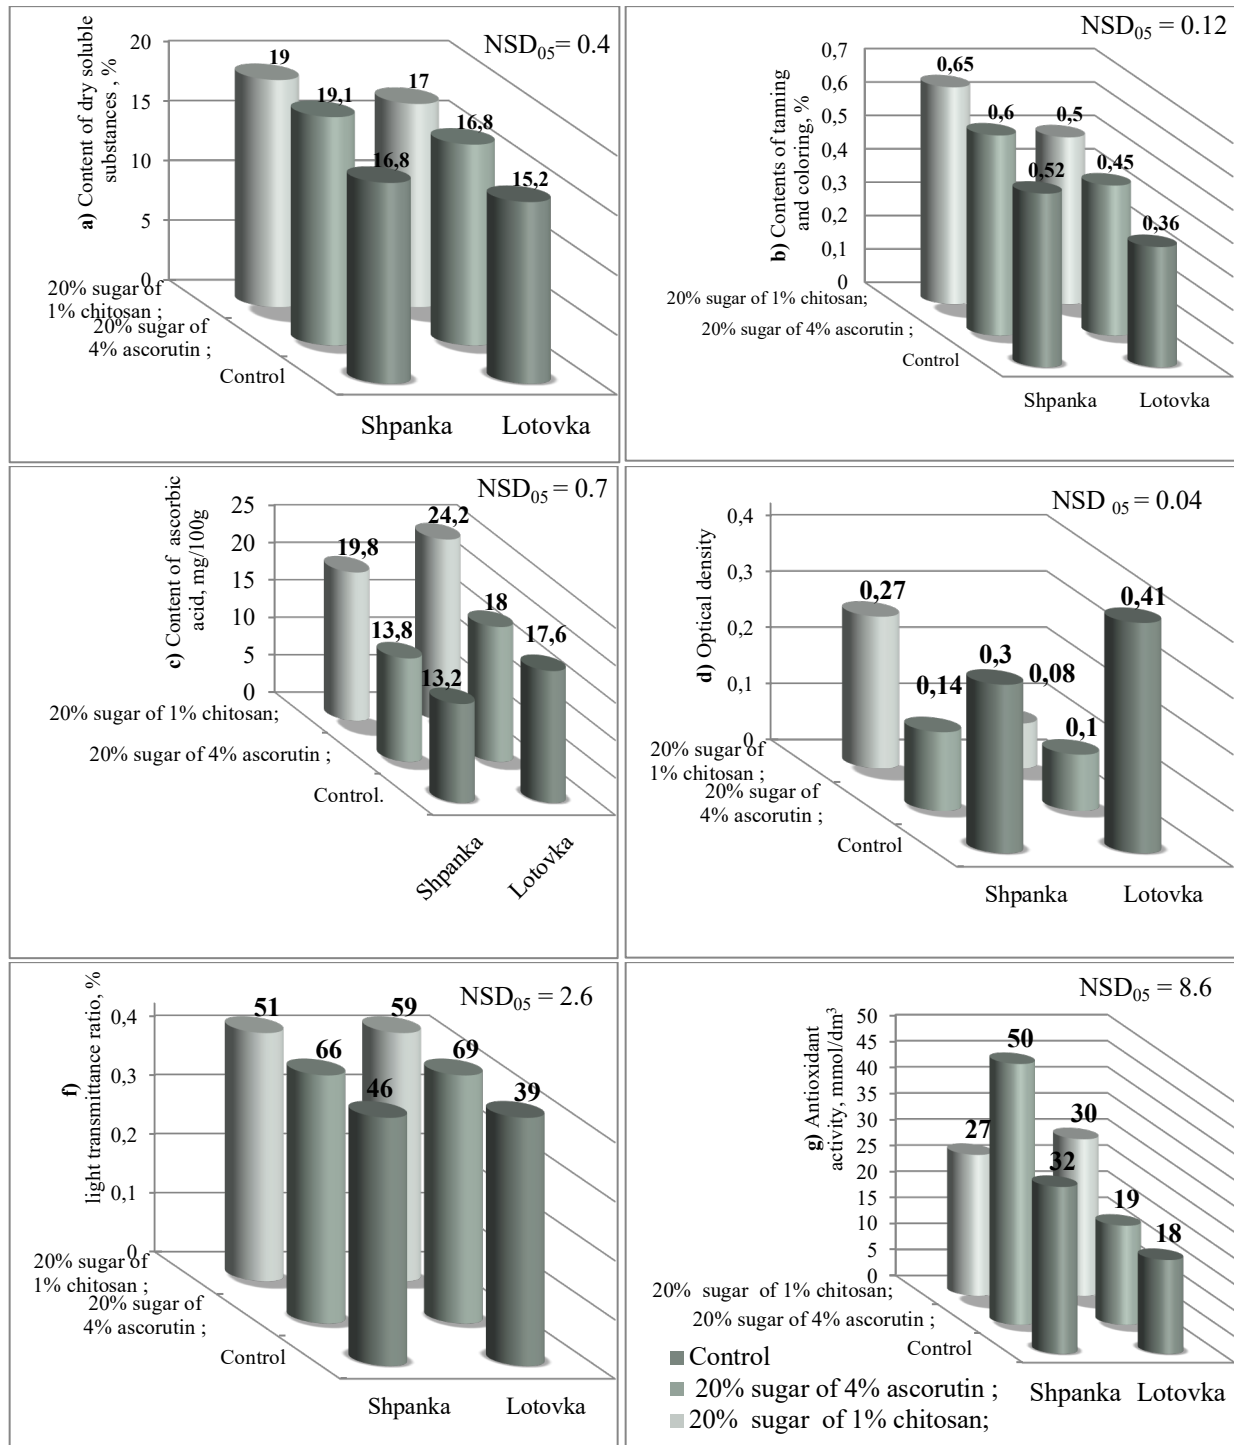 NSD05= 0.4
a) Content of dry soluble
substances , %
20
15
10
5
0
19
19,1
16,8
17
16,8
15,2
20% sugar of
1% chitosan ;
20% sugar of
4% ascorutin ;
Control
Shpanka
Lotovka
NSD05 = 0.12
b) Contents of tanning
and coloring, %
0,7
0,6
0,5
0,4
0,3
0,2
0,1
0
0,65
0,6
0,52
0,5
0,45
0,36
20% sugar of 1% chitosan;
20% sugar of 4% ascorutin ;
Control
Shpanka
Lotovka
NSD05 = 0.7
c) Content of ascorbic
acid, mg/100g
25
20
15
10
5
0
19,8
13,8
13,2
24,2
18
17,6
20% sugar of 1% chitosan;
20% sugar of 4% ascorutin ;
Control.
Shpanka
Lotovka
NSD 05 = 0.04
d) Optical density
0,4
0,3
0,2
0,1
0
0,27
0,14
0,3
0,08
0,1
0,41
20% sugar of
1% chitosan ;
20% sugar of
4% ascorutin ;
Control
Shpanka
Lotovka
NSD05 = 2.6
f)
light transmittance ratio, %
0,4
0,3
0,2
0,1
0
51
66
46
59
69
39
20% sugar of
1% chitosan ;
20% sugar of
4% ascorutin ;
Control
Shpanka
Lotovka
NSD05 = 8.6
g) Antioxidant
activity, mmol/dm³
50
45
40
35
30
25
20
15
10
5
0
27
50
32
30
19
18
20% sugar of 1% chitosan;
20% sugar of 4% ascorutin ;
Control
Shpanka
Lotovka
Control
20% sugar of 4% ascorutin ;
20% sugar of 1% chitosan;